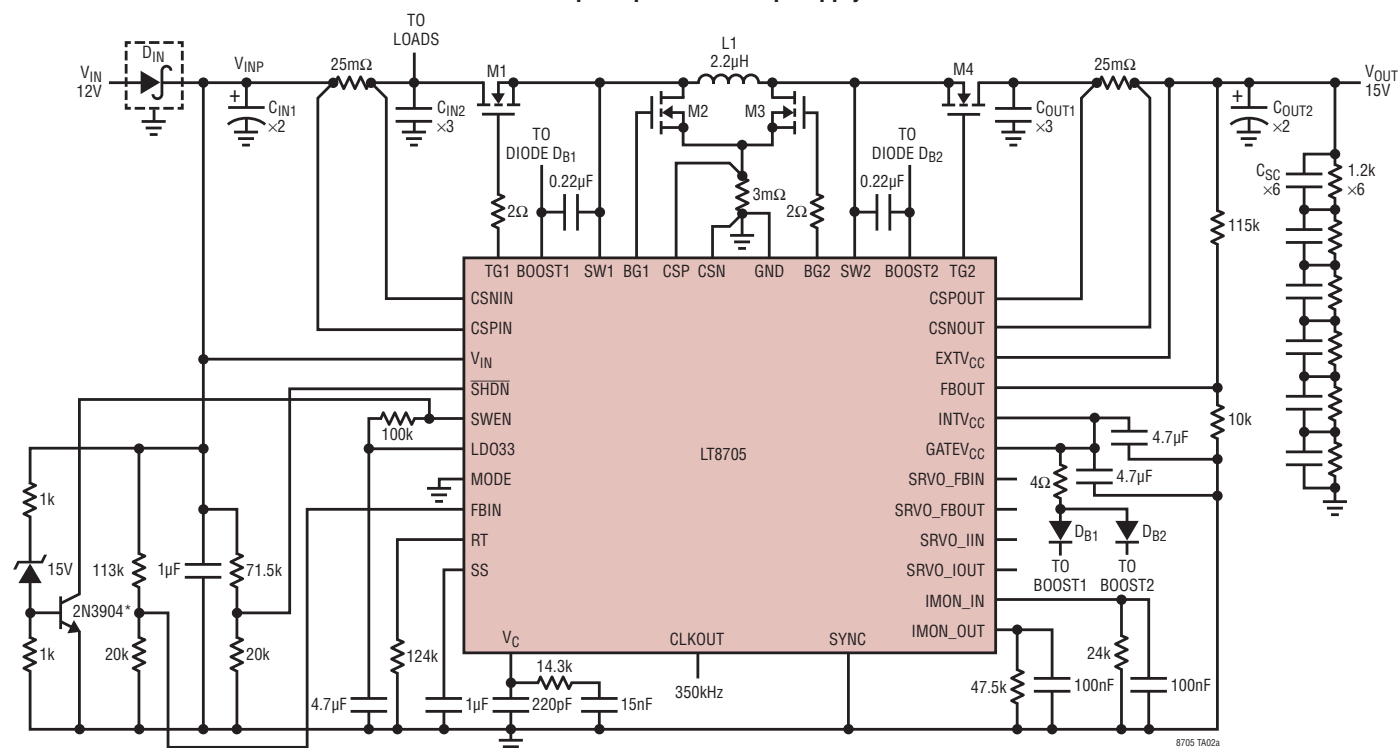 TO
LOADS
D_IN
V_IN
12V
V_INP
25mΩ
M1
L1
2.2µH
M4
25mΩ
V_OUT
15V
+
C_IN1
×2
C_IN2
×3
M2
M3
C_OUT1
×3
+
C_OUT2
×2
TO
DIODE D_B1
0.22µF
TO
DIODE D_B2
0.22µF
C_SC
×6
1.2k
×6
2Ω
3mΩ
2Ω
115k
TG1 BOOST1 SW1 BG1 CSP CSN GND BG2 SW2 BOOST2 TG2
CSNIN
CSPIN
V_IN
SHDN
SWEN
LDO33
MODE
FBIN
RT
SS
LT8705
CSPOUT
CSNOUT
EXTV_CC
FBOUT
INTV_CC
GATEV_CC
SRVO_FBIN
SRVO_FBOUT
SRVO_IIN
SRVO_IOUT
IMON_IN
IMON_OUT
V_C
CLKOUT
SYNC
100k
10k
4.7µF
4.7µF
4Ω
D_B1
D_B2
TO
BOOST1
TO
BOOST2
1k
15V
113k
1µF
71.5k
2N3904*
1k
20k
20k
124k
4.7µF
1µF
14.3k
220pF
15nF
350kHz
47.5k
100nF
24k
100nF
8705 TA02a